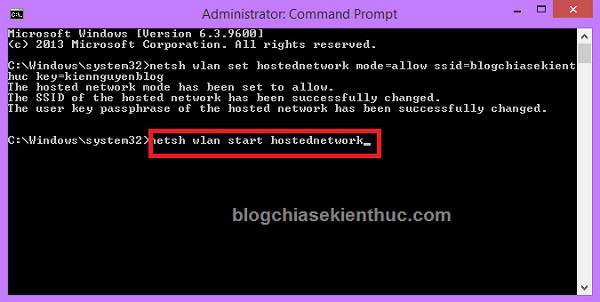 Administrator: Command Prompt
C:\.
Microsoft Windows [Version 6.3.9600]
(c) 2013 Microsoft Corporation. All rights reserved.
C:\Windows\system32>netsh wlan set hostednetwork mode=allow ssid=blogchiasekient
huc key=kiennguyenblog
The hosted network mode has been set to allow.
The SSID of the hosted network has been successfully changed.
The user key passphrase of the hosted network has been successfully changed.
C:\Windows\system32>netsh wlan start hostednetwork_
blogchiasekienthuc.com